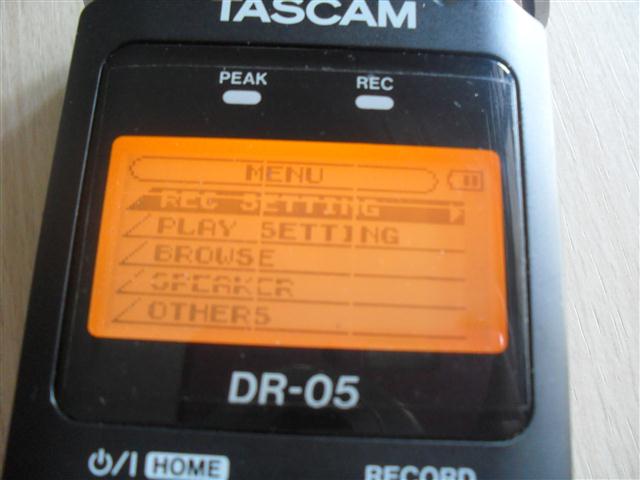 TASCAM
PEAK REC
MENU
REC SETTING
PLAY SETTING
BROWSE
SPEAKER
OTHERS
DR-05
⏻/I HOME RECORD